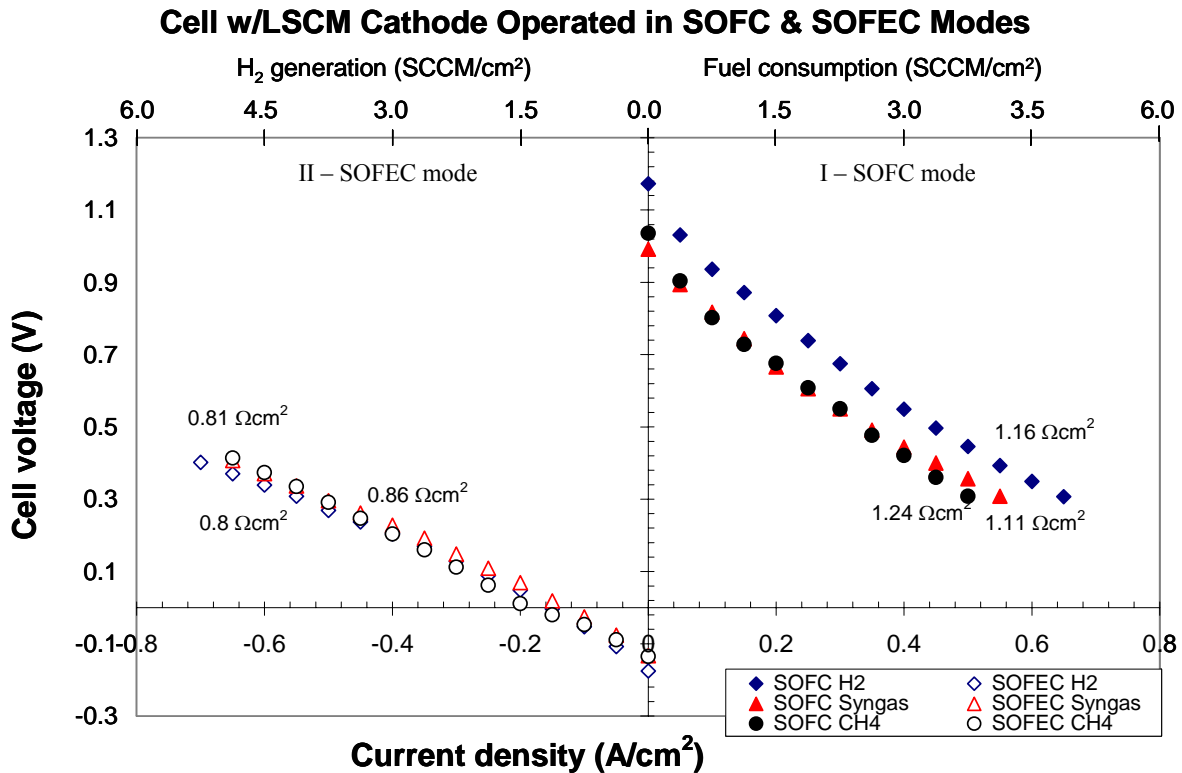 Cell w/LSCM Cathode Operated in SOFC & SOFEC Modes
H2 generation (SCCM/cm²) Fuel consumption (SCCM/cm²)
6.0 4.5 3.0 1.5 0.0 1.5 3.0 3.5 6.0
1.3
II – SOFEC mode I – SOFC mode
1.1
0.9
0.7
0.5
0.3
0.1
-0.1
-0.3
Cell voltage (V)
0.81 Ωcm2
0.86 Ωcm2
0.8 Ωcm2
1.16 Ωcm2
1.24 Ωcm2
1.11 Ωcm2
-0.8 -0.6 -0.4 -0.2 0 0.2 0.4 0.6 0.8
SOFC H2 SOFEC H2
SOFC Syngas SOFEC Syngas
SOFC CH4 SOFEC CH4
Current density (A/cm2)